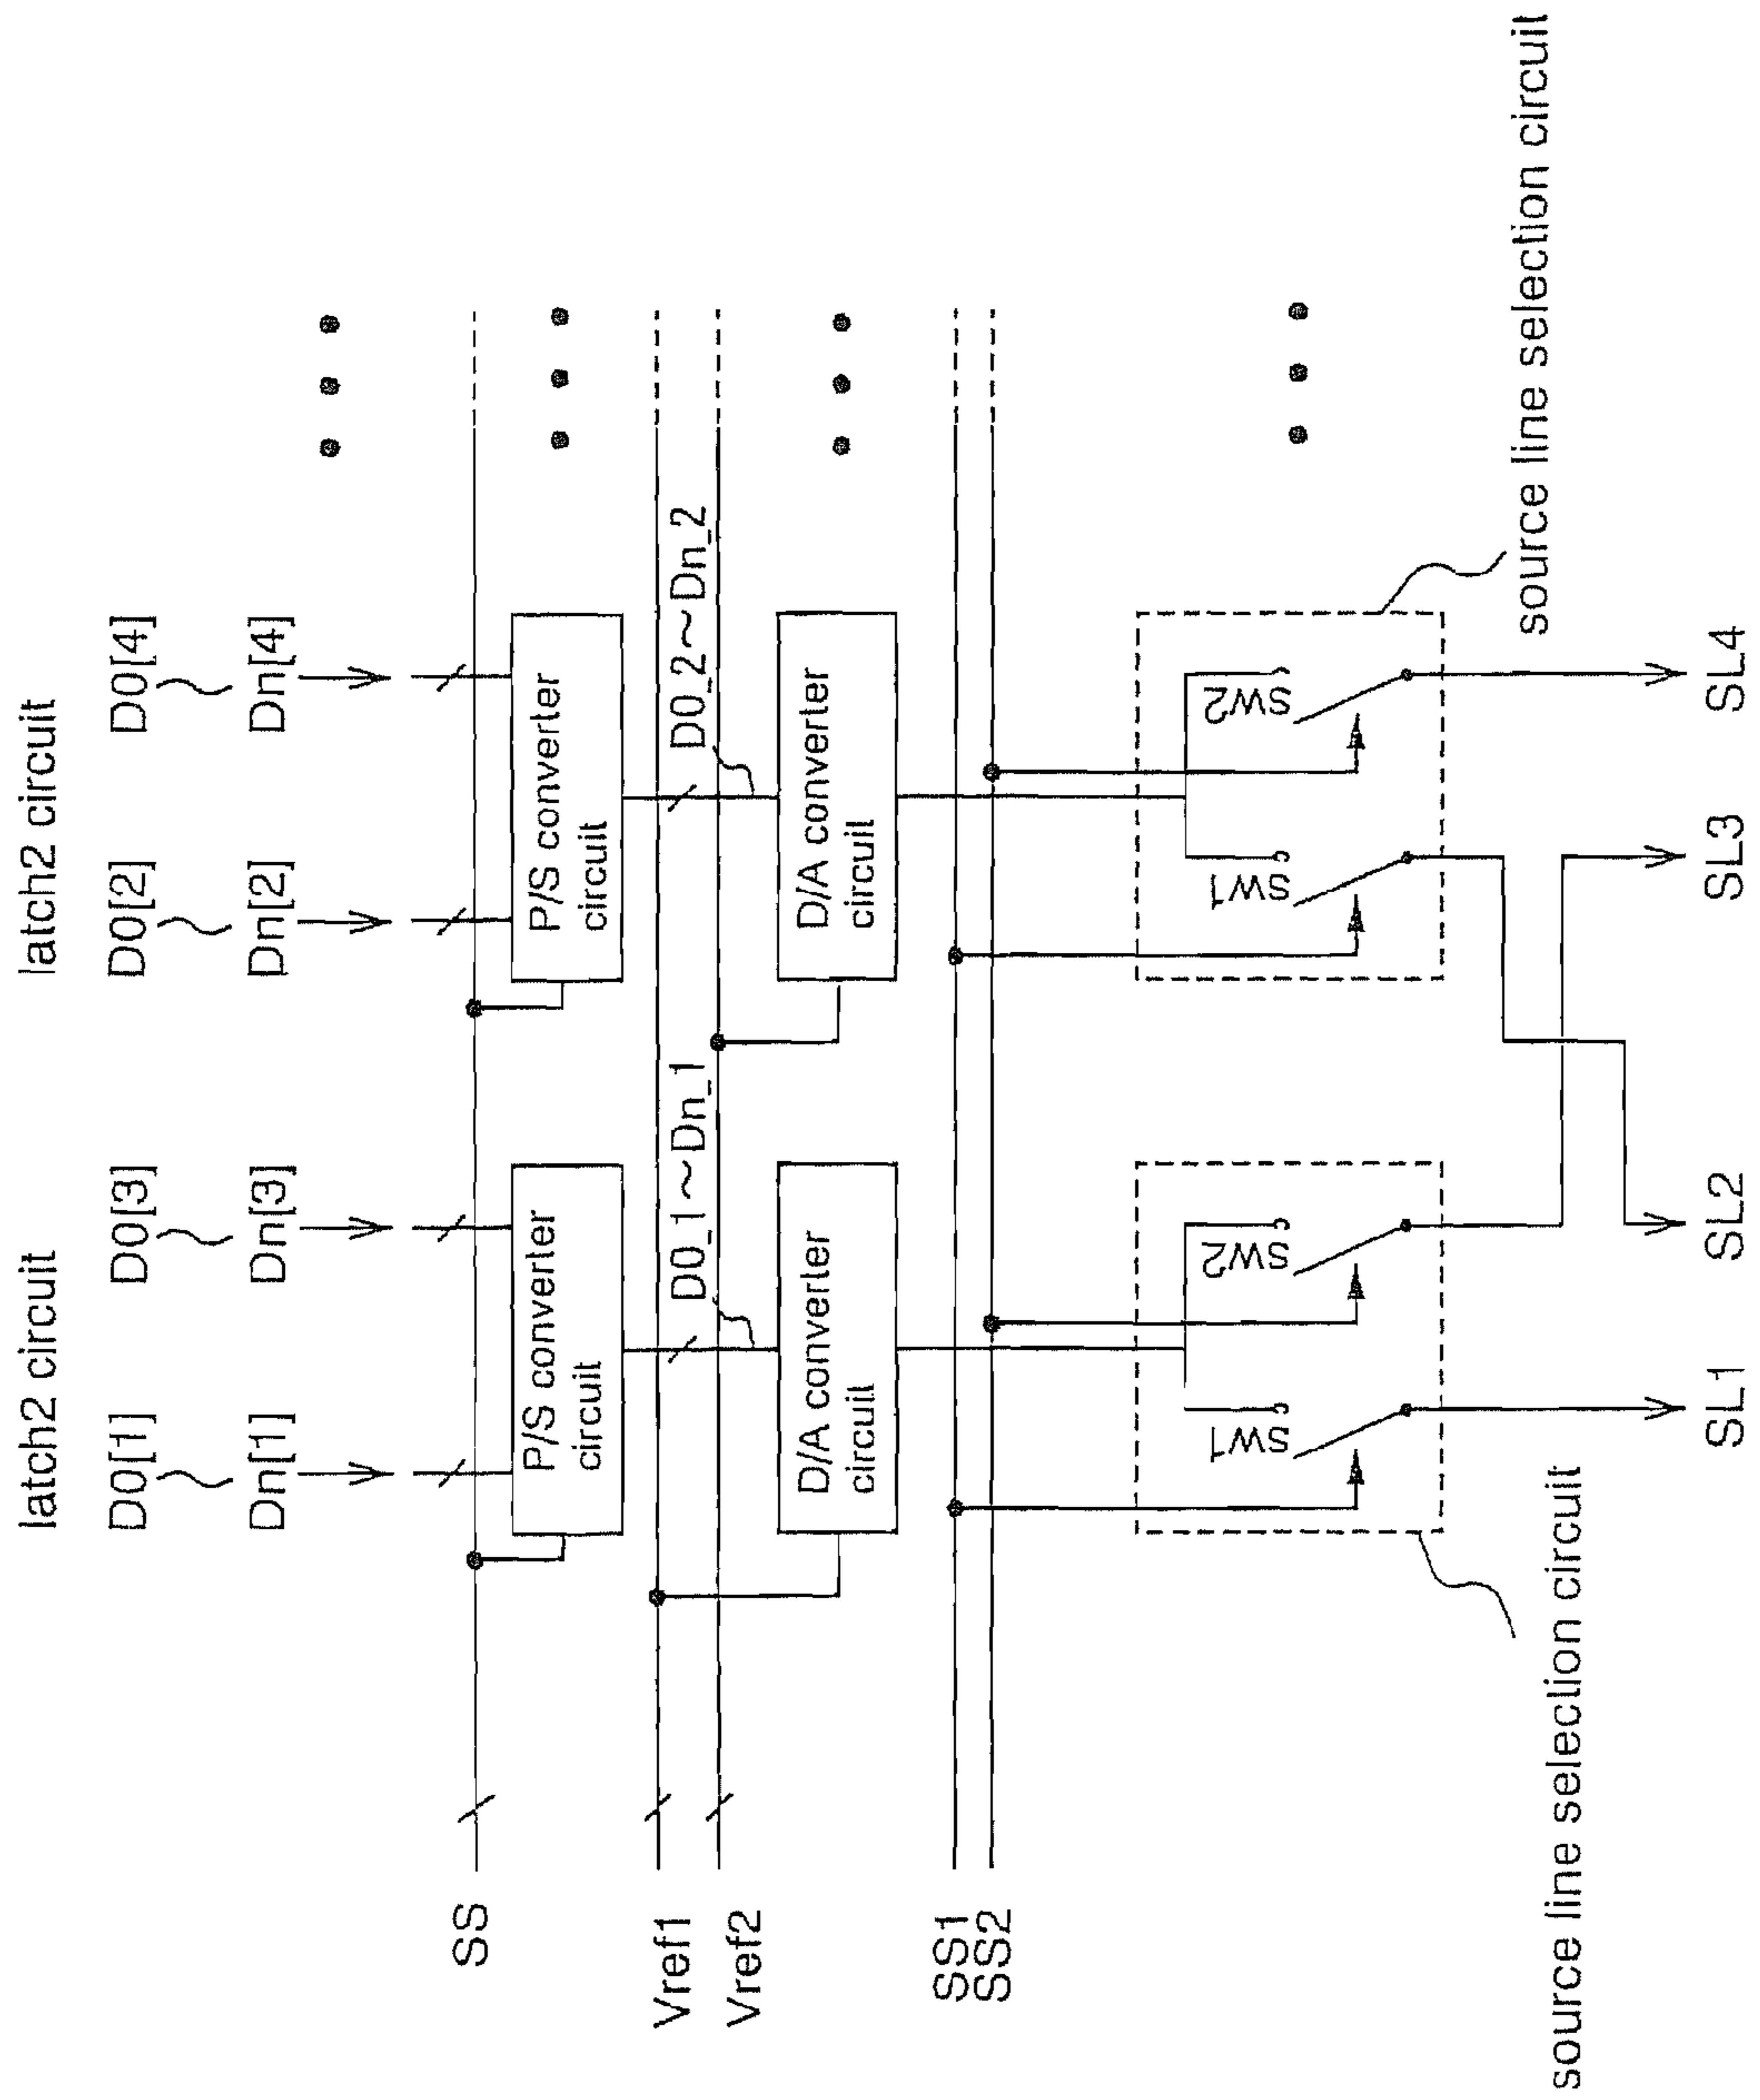 latch2 circuit
latch2 circuit
D0[1]
Dn[1]
D0[3]
Dn[3]
D0[2]
Dn[2]
D0[4]
Dn[4]
SS
P/S converter
circuit
P/S converter
circuit
Vref1
Vref2
D0_1~Dn_1
D0_2~Dn_2
D/A converter
circuit
D/A converter
circuit
SS1
SS2
SW1
SW2
SW1
SW2
source line selection circuit
source line selection circuit
SL1
SL2
SL3
SL4